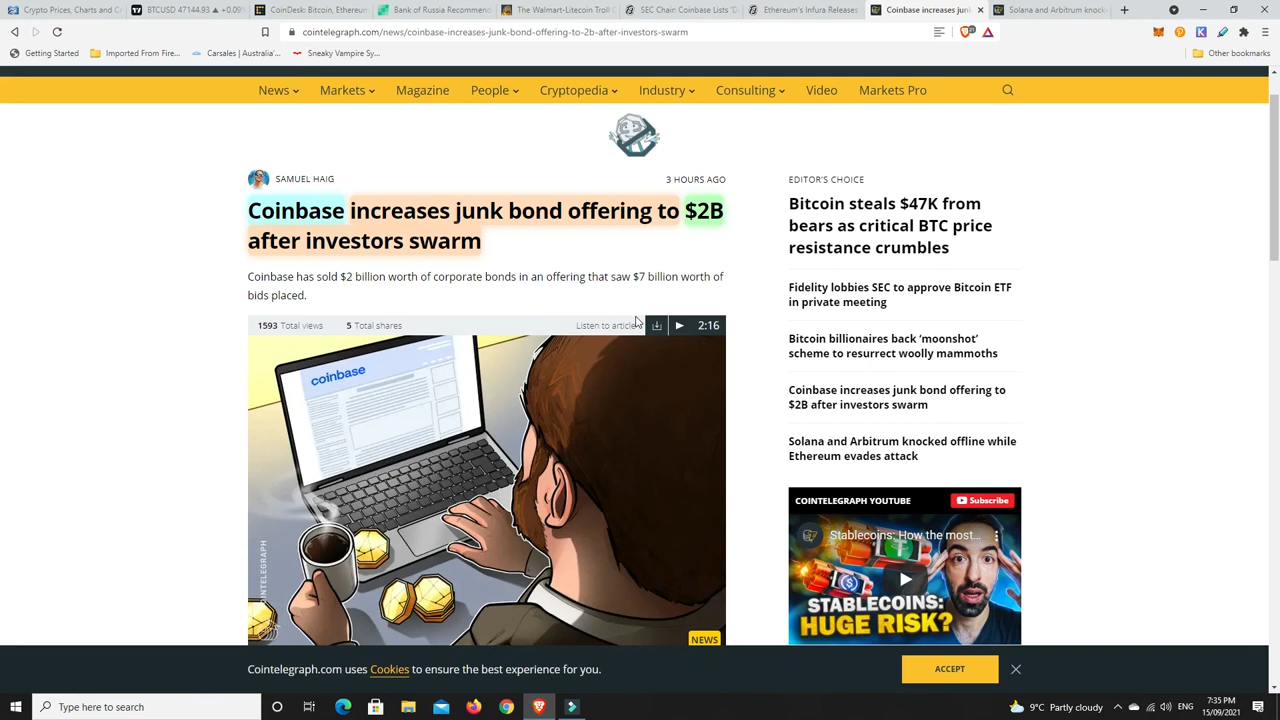 Crypto Prices, Charts and C
BTCUSD 47144.93 ▲ +0.09
CoinDesk: Bitcoin, Ethereum
Bank of Russia Recommen
The Walmart-Litecoin Troll
SEC Chain Coinbase Lists 'D
Ethereum's Infura Releases
Coinbase increases jun
Solana and Arbitrum knock
cointelegraph.com/news/coinbase-increases-junk-bond-offering-to-2b-after-investors-swarm
Getting Started
Imported From Fire...
Carsales | Australia'...
Sneaky Vampire Sy...
Other bookmarks
News
Markets
Magazine
People
Cryptopedia
Industry
Consulting
Video
Markets Pro
SAMUEL HAIG
3 HOURS AGO
Coinbase increases junk bond offering to $2B
after investors swarm
Coinbase has sold $2 billion worth of corporate bonds in an offering that saw $7 billion worth of
bids placed.
1593 Total views
5 Total shares
Listen to article
2:16
coinbase
COINTELEGRAPH
NEWS
EDITOR'S CHOICE
Bitcoin steals $47K from
bears as critical BTC price
resistance crumbles
Fidelity lobbies SEC to approve Bitcoin ETF
in private meeting
Bitcoin billionaires back 'moonshot'
scheme to resurrect woolly mammoths
Coinbase increases junk bond offering to
$2B after investors swarm
Solana and Arbitrum knocked offline while
Ethereum evades attack
COINTELEGRAPH YOUTUBE
Subscribe
Stablecoins: How the most...
STABLECOINS:
HUGE RISK?
Cointelegraph.com uses Cookies to ensure the best experience for you.
ACCEPT
Type here to search
9°C Partly cloudy
ENG
7:35 PM
15/09/2021